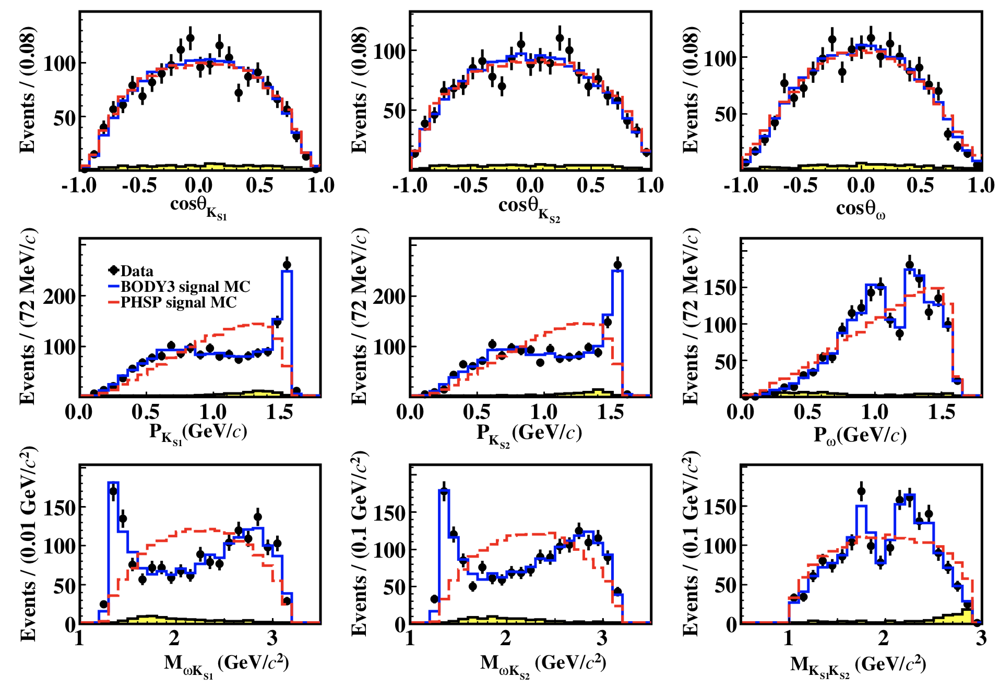 Events / (0.08)
100
50
-1.0 -0.5 0.0 0.5 1.0
cosθ_{K_{S1}}
Events / (0.08)
100
50
-1.0 -0.5 0.0 0.5 1.0
cosθ_{K_{S2}}
Events / (0.08)
100
50
-1.0 -0.5 0.0 0.5 1.0
cosθ_ω
Events / (72 MeV/c)
200
100
Data
BODY3 signal MC
PHSP signal MC
0.0 0.5 1.0 1.5
P_{K_{S1}}(GeV/c)
Events / (72 MeV/c)
200
100
0.0 0.5 1.0 1.5
P_{K_{S2}}(GeV/c)
Events / (72 MeV/c)
150
100
50
0.0 0.5 1.0 1.5
P_ω(GeV/c)
Events / (0.01 GeV/c²)
150
100
50
0
1 2 3
M_{ωK_{S1}} (GeV/c²)
Events / (0.1 GeV/c²)
150
100
50
0
1 2 3
M_{ωK_{S2}} (GeV/c²)
Events / (0.1 GeV/c²)
150
100
50
0
1 2 3
M_{K_{S1}K_{S2}} (GeV/c²)